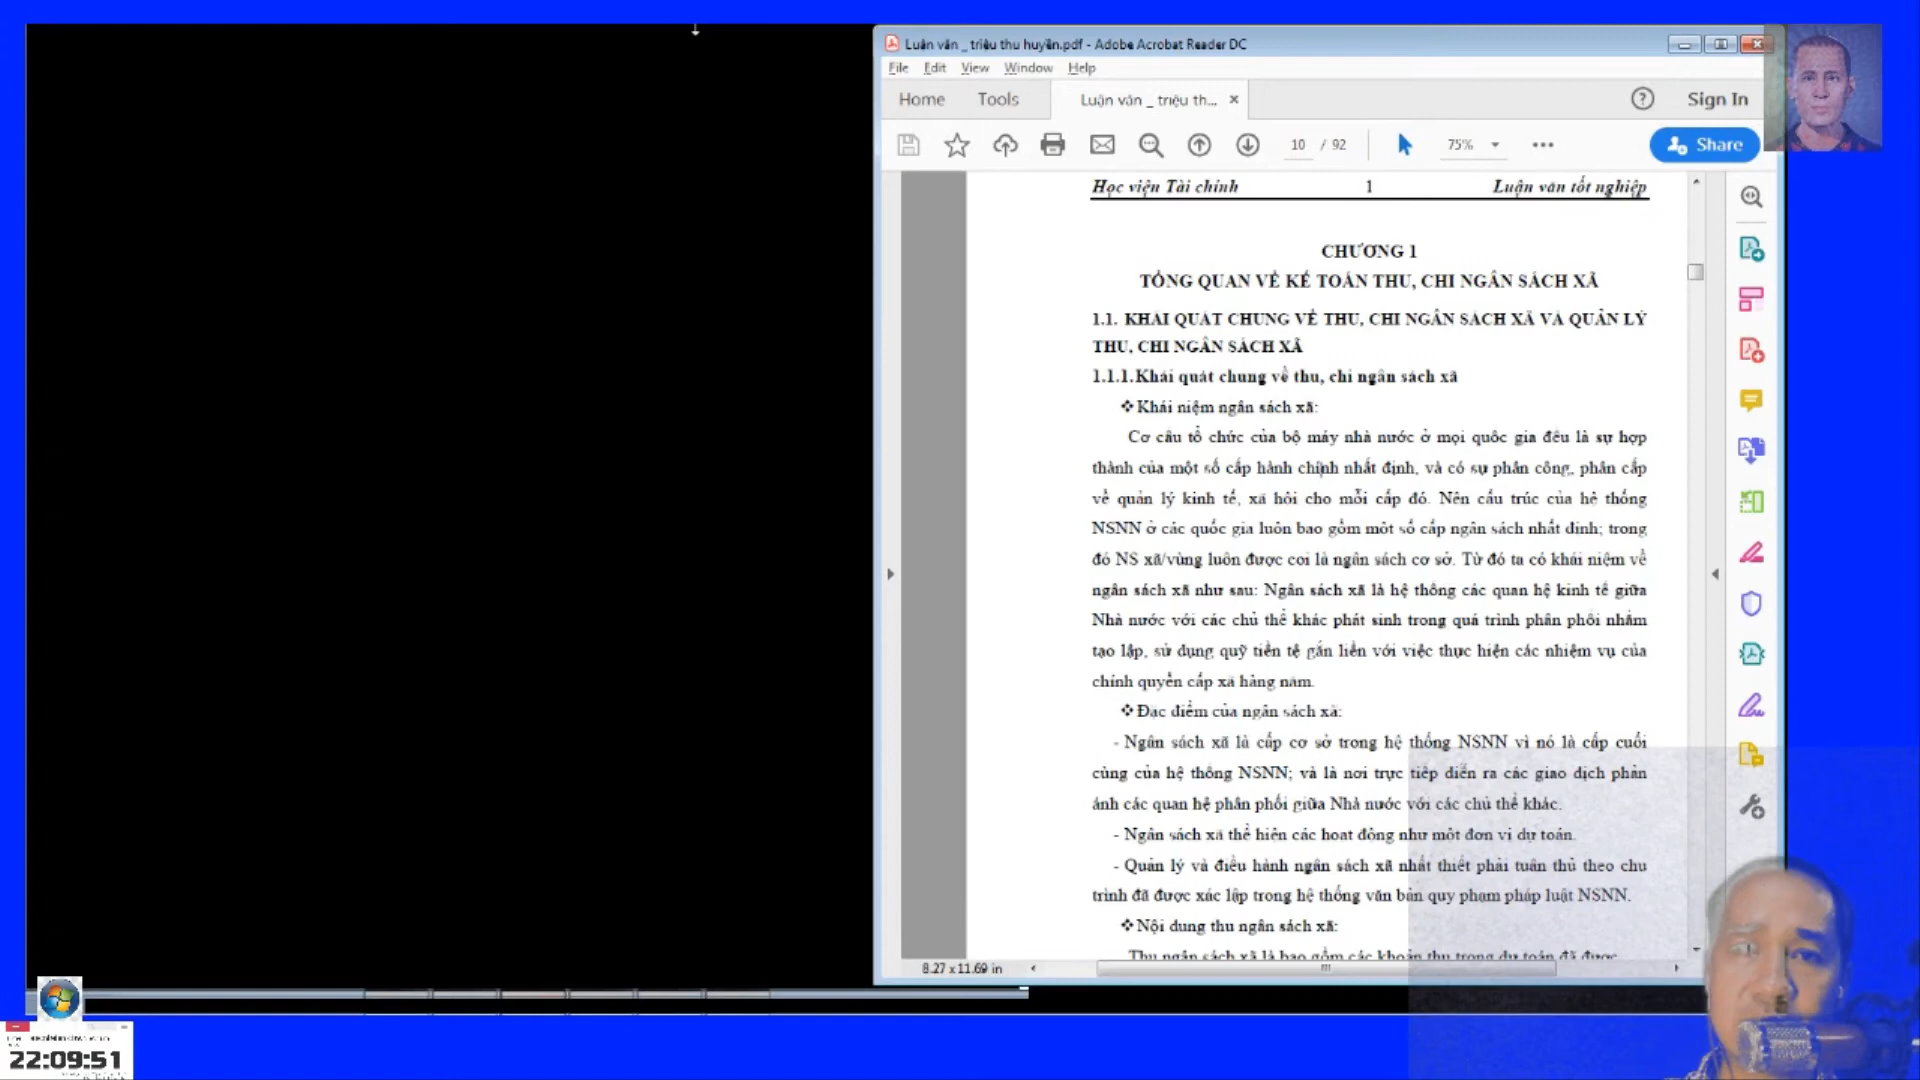 Luận văn _ triệu thu huyền.pdf - Adobe Acrobat Reader DC
File Edit View Window Help
Home Tools Luận văn _ triệu th... Sign In
10 / 92 75% Share
Học viện Tài chính 1 Luận văn tốt nghiệp
CHƯƠNG 1
TỔNG QUAN VỀ KẾ TOÁN THU, CHI NGÂN SÁCH XÃ
1.1. KHÁI QUÁT CHUNG VỀ THU, CHI NGÂN SÁCH XÃ VÀ QUẢN LÝ
THU, CHI NGÂN SÁCH XÃ
1.1.1.Khái quát chung về thu, chi ngân sách xã
❖Khái niệm ngân sách xã:
Cơ cấu tổ chức của bộ máy nhà nước ở mọi quốc gia đều là sự hợp
thành của một số cấp hành chính nhất định, và có sự phân công, phân cấp
về quản lý kinh tế, xã hội cho mỗi cấp đó. Nên cấu trúc của hệ thống
NSNN ở các quốc gia luôn bao gồm một số cấp ngân sách nhất định; trong
đó NS xã/vùng luôn được coi là ngân sách cơ sở. Từ đó ta có khái niệm về
ngân sách xã như sau: Ngân sách xã là hệ thống các quan hệ kinh tế giữa
Nhà nước với các chủ thể khác phát sinh trong quá trình phân phối nhằm
tạo lập, sử dụng quỹ tiền tệ gắn liền với việc thực hiện các nhiệm vụ của
chính quyền cấp xã hàng năm.
❖Đặc điểm của ngân sách xã:
- Ngân sách xã là cấp cơ sở trong hệ thống NSNN vì nó là cấp cuối
cùng của hệ thống NSNN; và là nơi trực tiếp diễn ra các giao dịch phản
ánh các quan hệ phân phối giữa Nhà nước với các chủ thể khác.
- Ngân sách xã thể hiện các hoạt động như một đơn vị dự toán.
- Quản lý và điều hành ngân sách xã nhất thiết phải tuân thủ theo chu
trình đã được xác lập trong hệ thống văn bản quy phạm pháp luật NSNN.
❖Nội dung thu ngân sách xã:
Thu ngân sách xã là bao gồm các khoản thu trong dự toán đã được
8.27 x 11.69 in
22:09:51